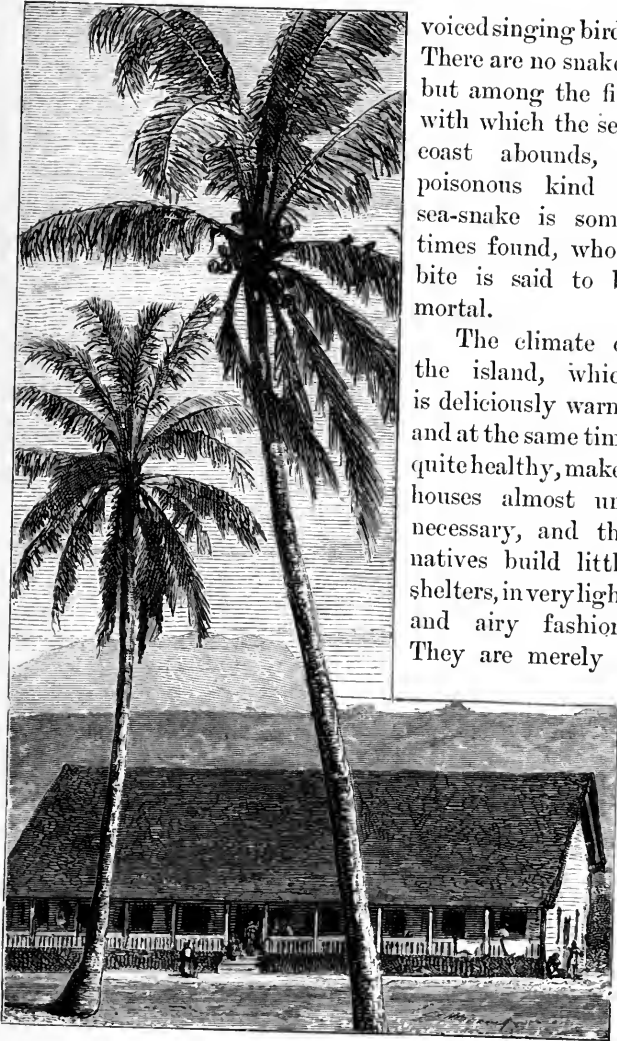 voiced singing bird
There are no snake
but among the fi
with which the se
coast abounds,
poisonous kind
sea-snake is som
times found, who
bite is said to b
mortal.
The climate o
the island, whic
is deliciously warm
and at the same tim
quite healthy, make
houses almost un
necessary, and th
natives build littl
shelters, in very ligh
and airy fashion
They are merely